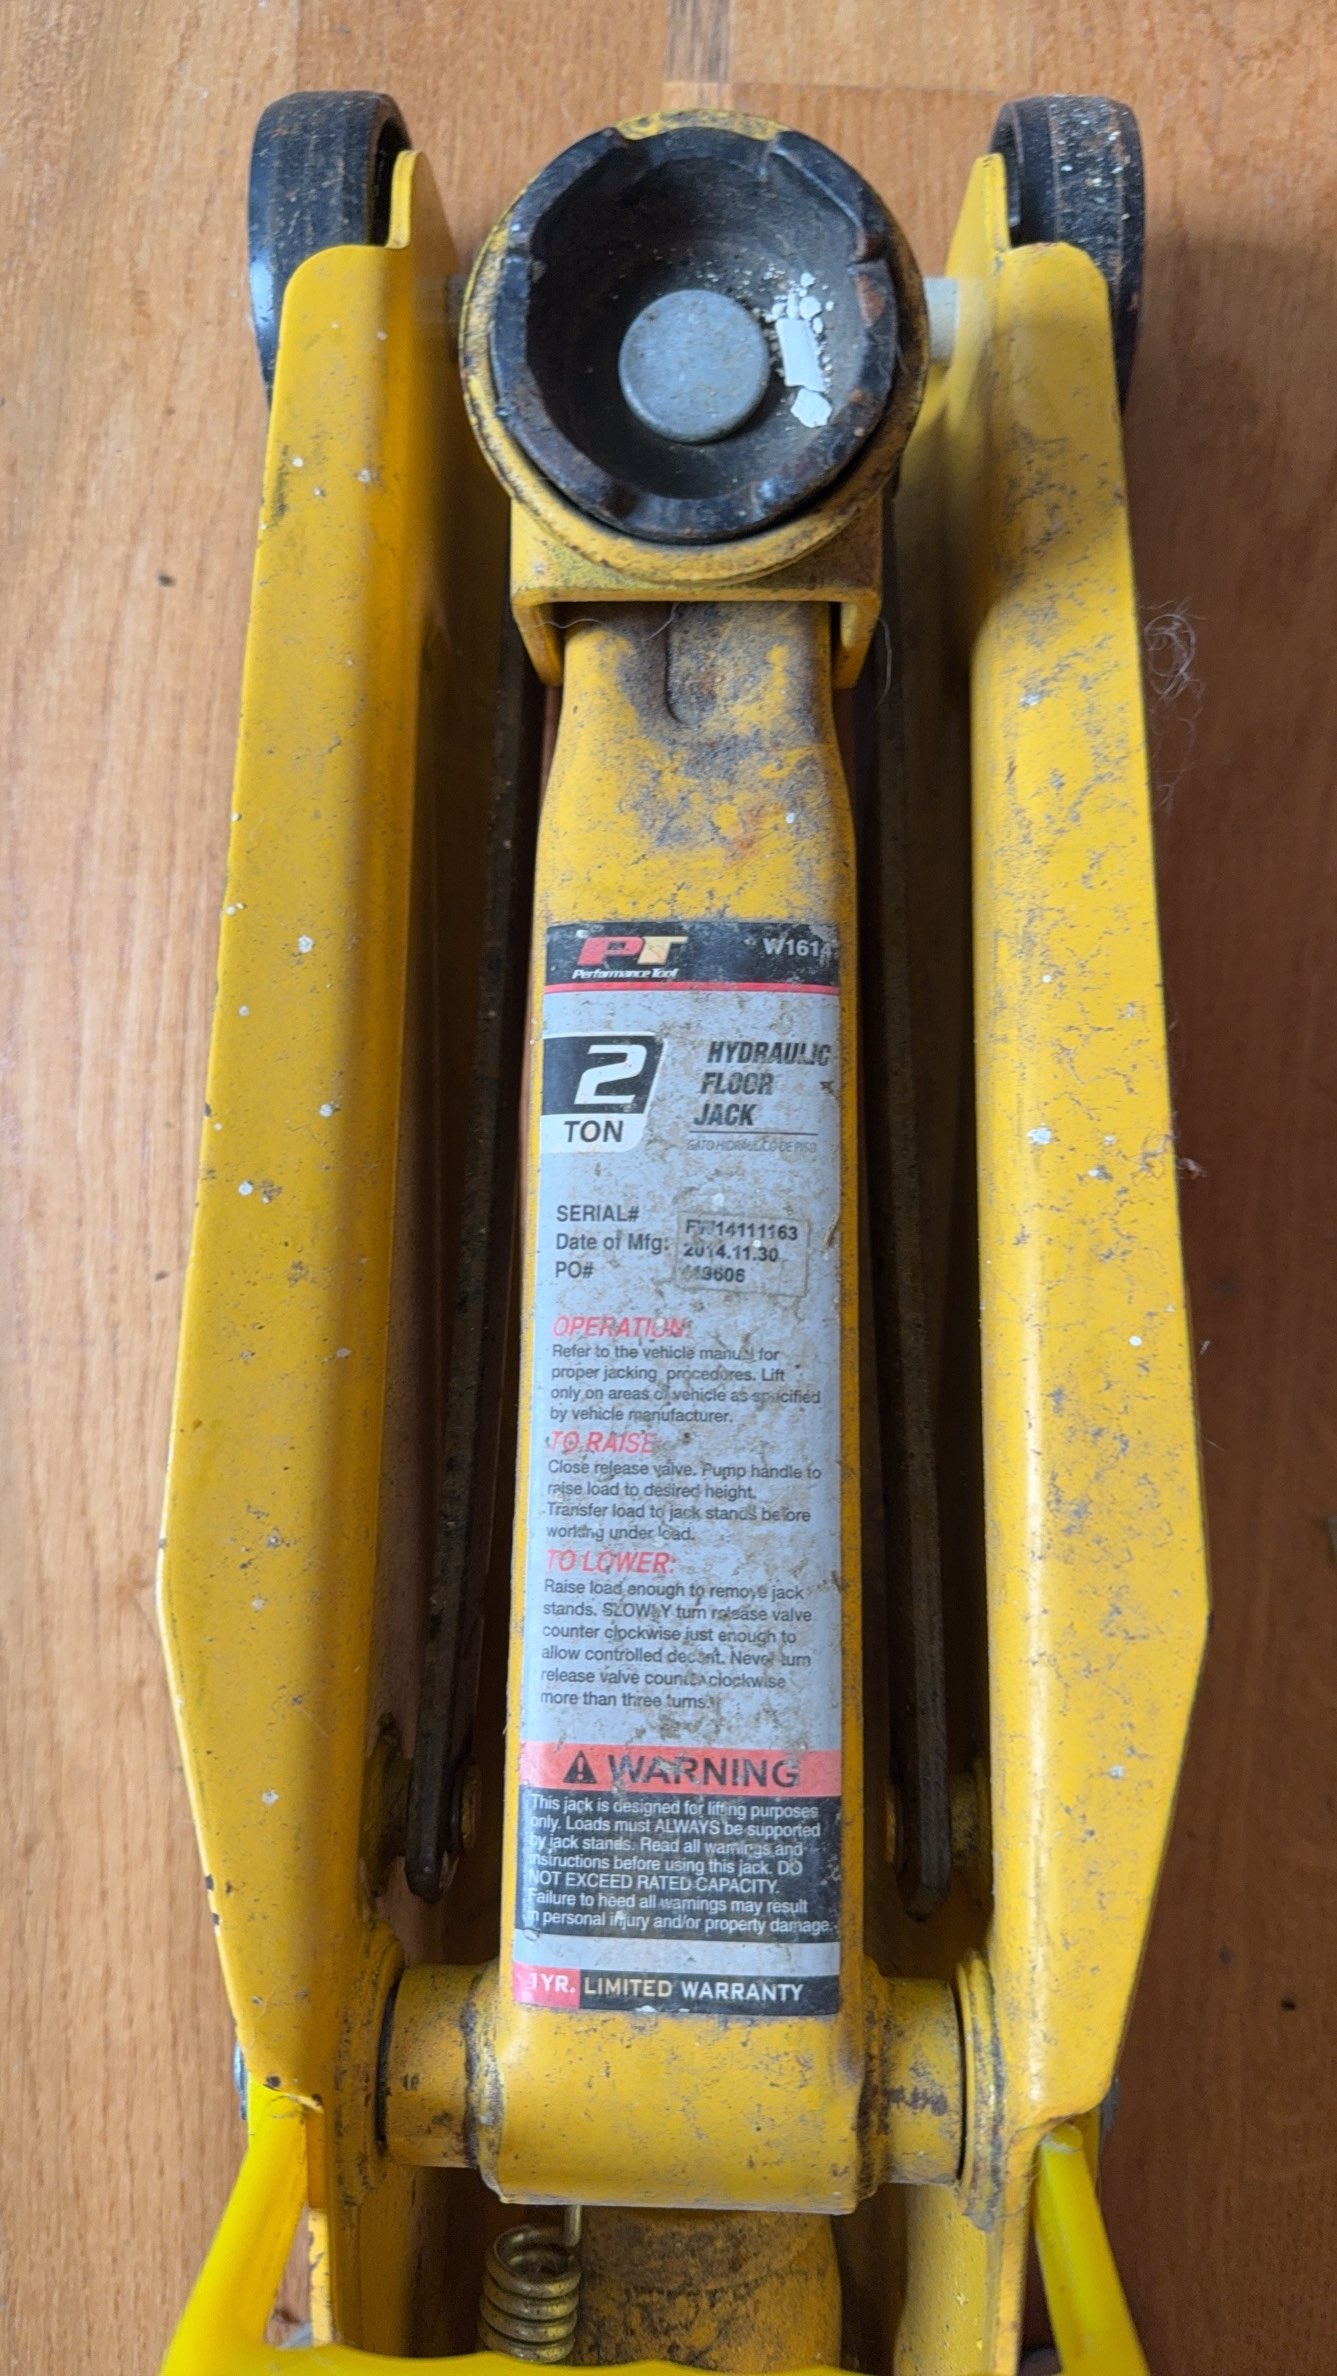 PT
Performance Tool
W1614
2
TON
HYDRAULIC
FLOOR
JACK
GATO HIDRAULICO DE PISO
SERIAL#
Date of Mfg:
PO#
14111163
2014.11.30
OPERATION:
Refer to the vehicle manual for
proper jacking procedures. Lift
only on areas of vehicle as specified
by vehicle manufacturer.
TO RAISE:
Close release valve. Pump handle to
raise load to desired height.
Transfer load to jack stands before
working under load.
TO LOWER:
Raise load enough to remove jack
stands. SLOWLY turn release valve
counter clockwise just enough to
allow controlled decent. Never turn
release valve counter clockwise
more than three turns.
WARNING
This jack is designed for lifting purposes
only. Loads must ALWAYS be supported
by jack stands. Read all warnings and
instructions before using this jack. DO
NOT EXCEED RATED CAPACITY.
Failure to heed all warnings may result
in personal injury and/or property damage.
1 YR. LIMITED WARRANTY